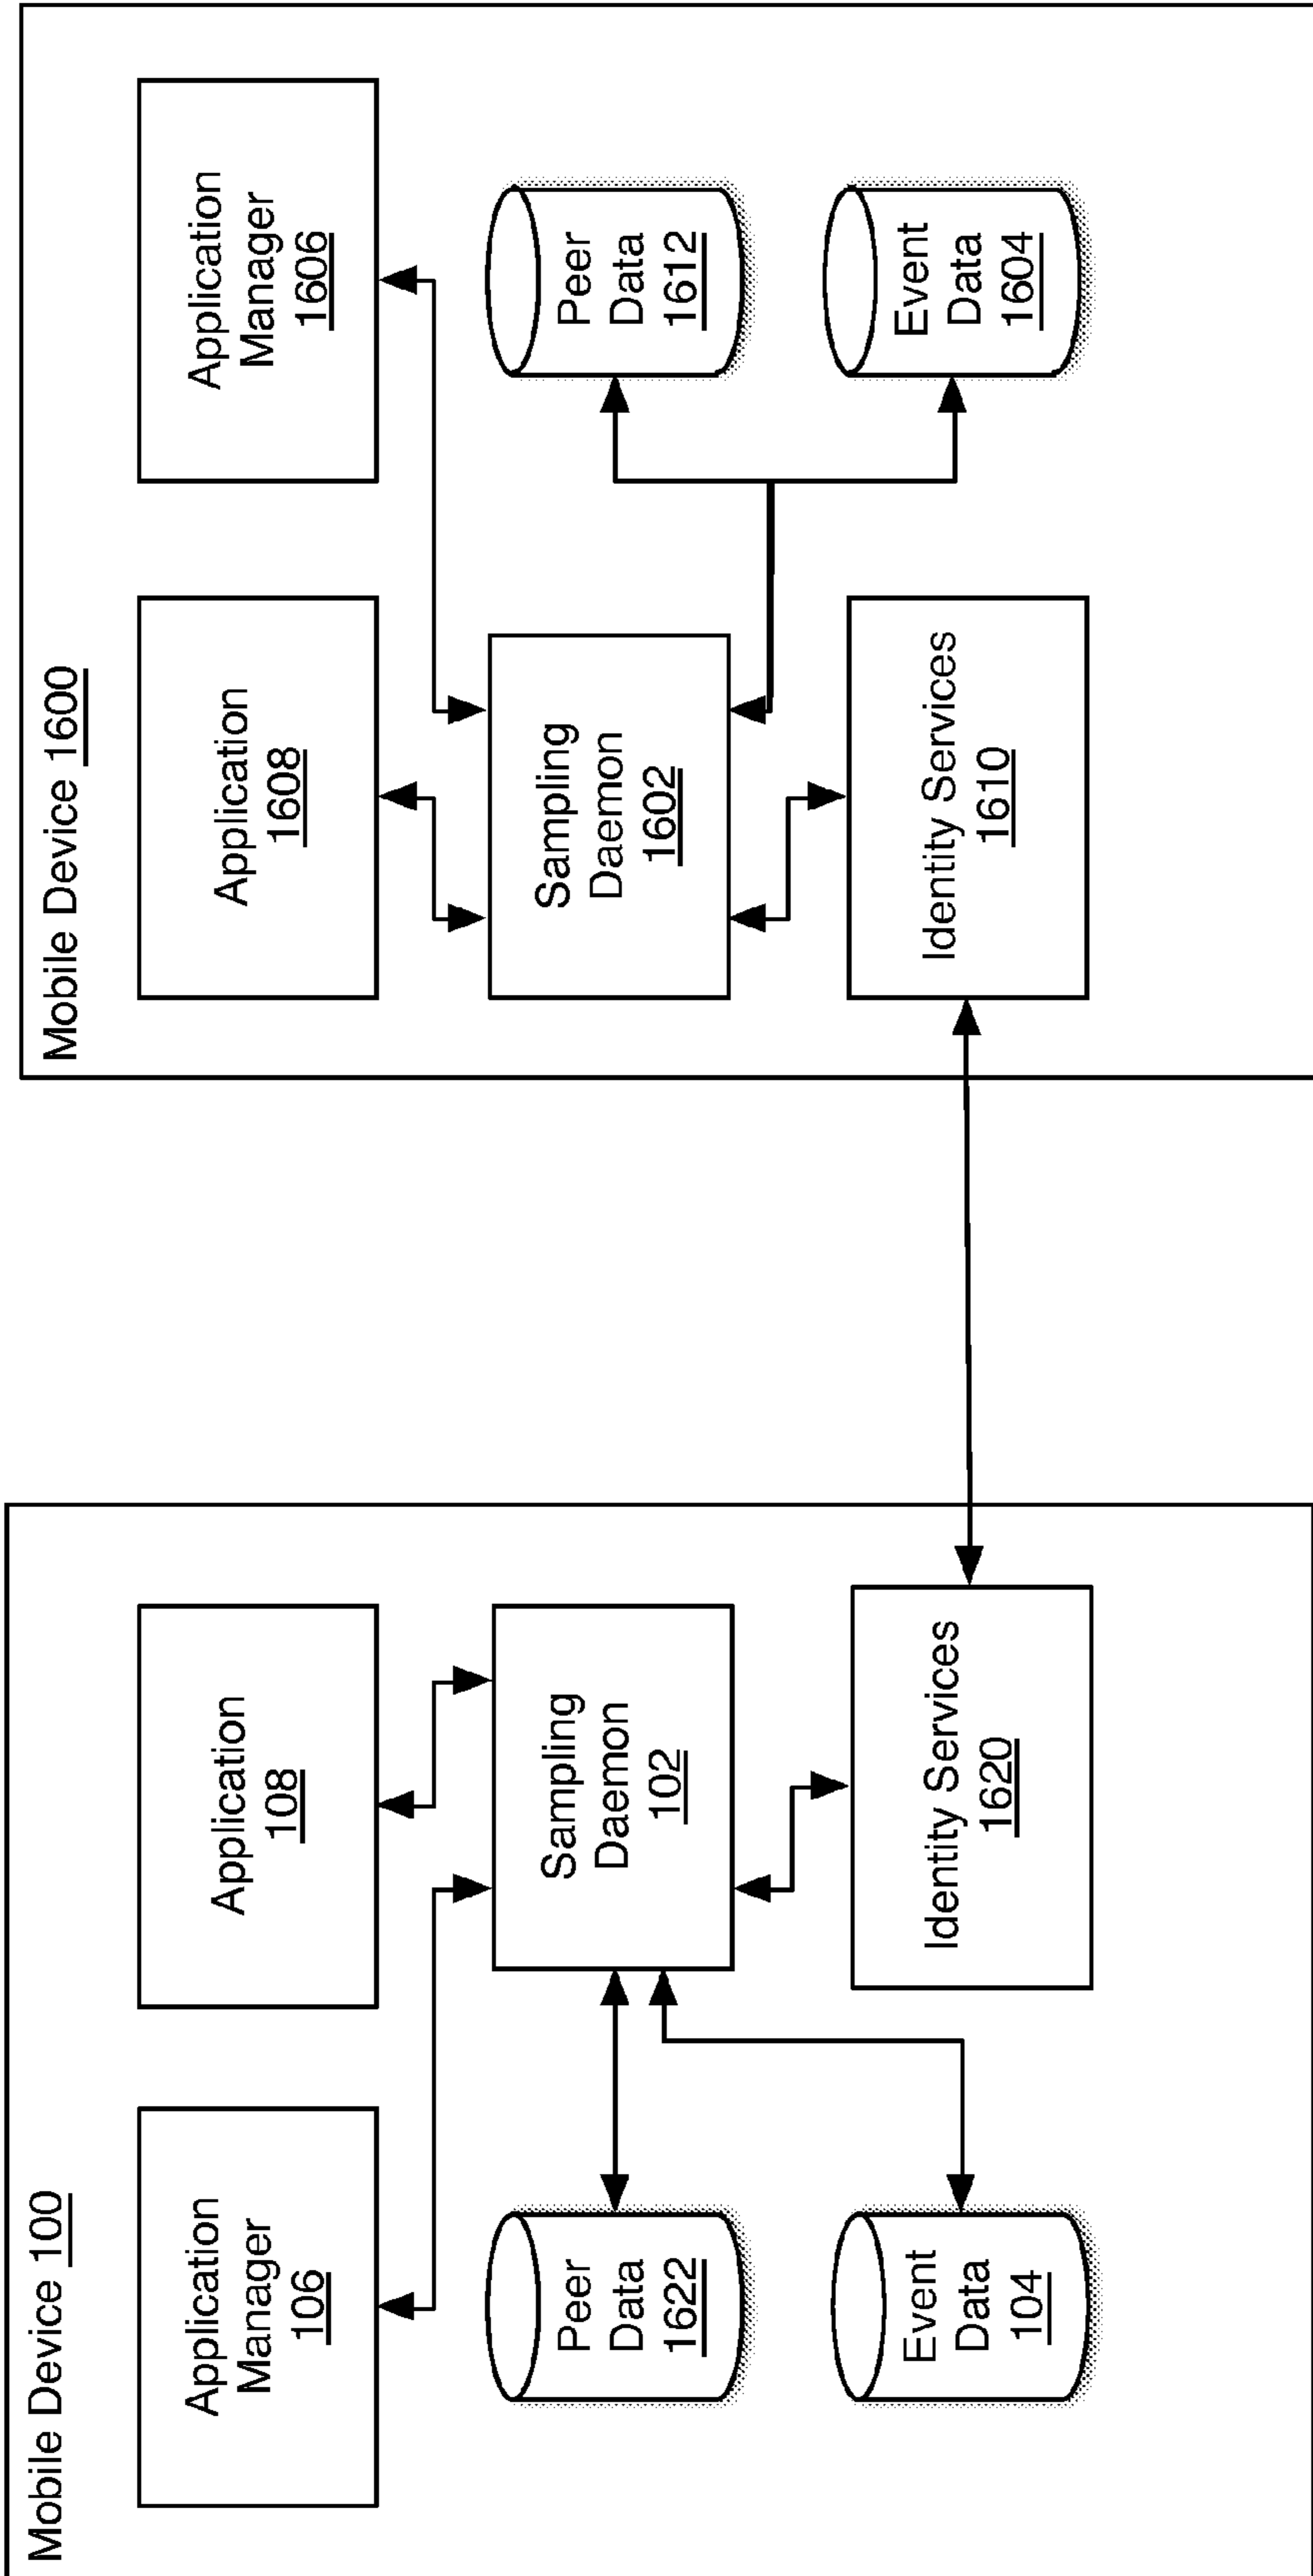 Mobile Device 100
Application
Manager
106
Application
108
Peer
Data
1622
Sampling
Daemon
102
Event
Data
104
Identity Services
1620
Mobile Device 1600
Application
1608
Application
Manager
1606
Sampling
Daemon
1602
Peer
Data
1612
Identity Services
1610
Event
Data
1604